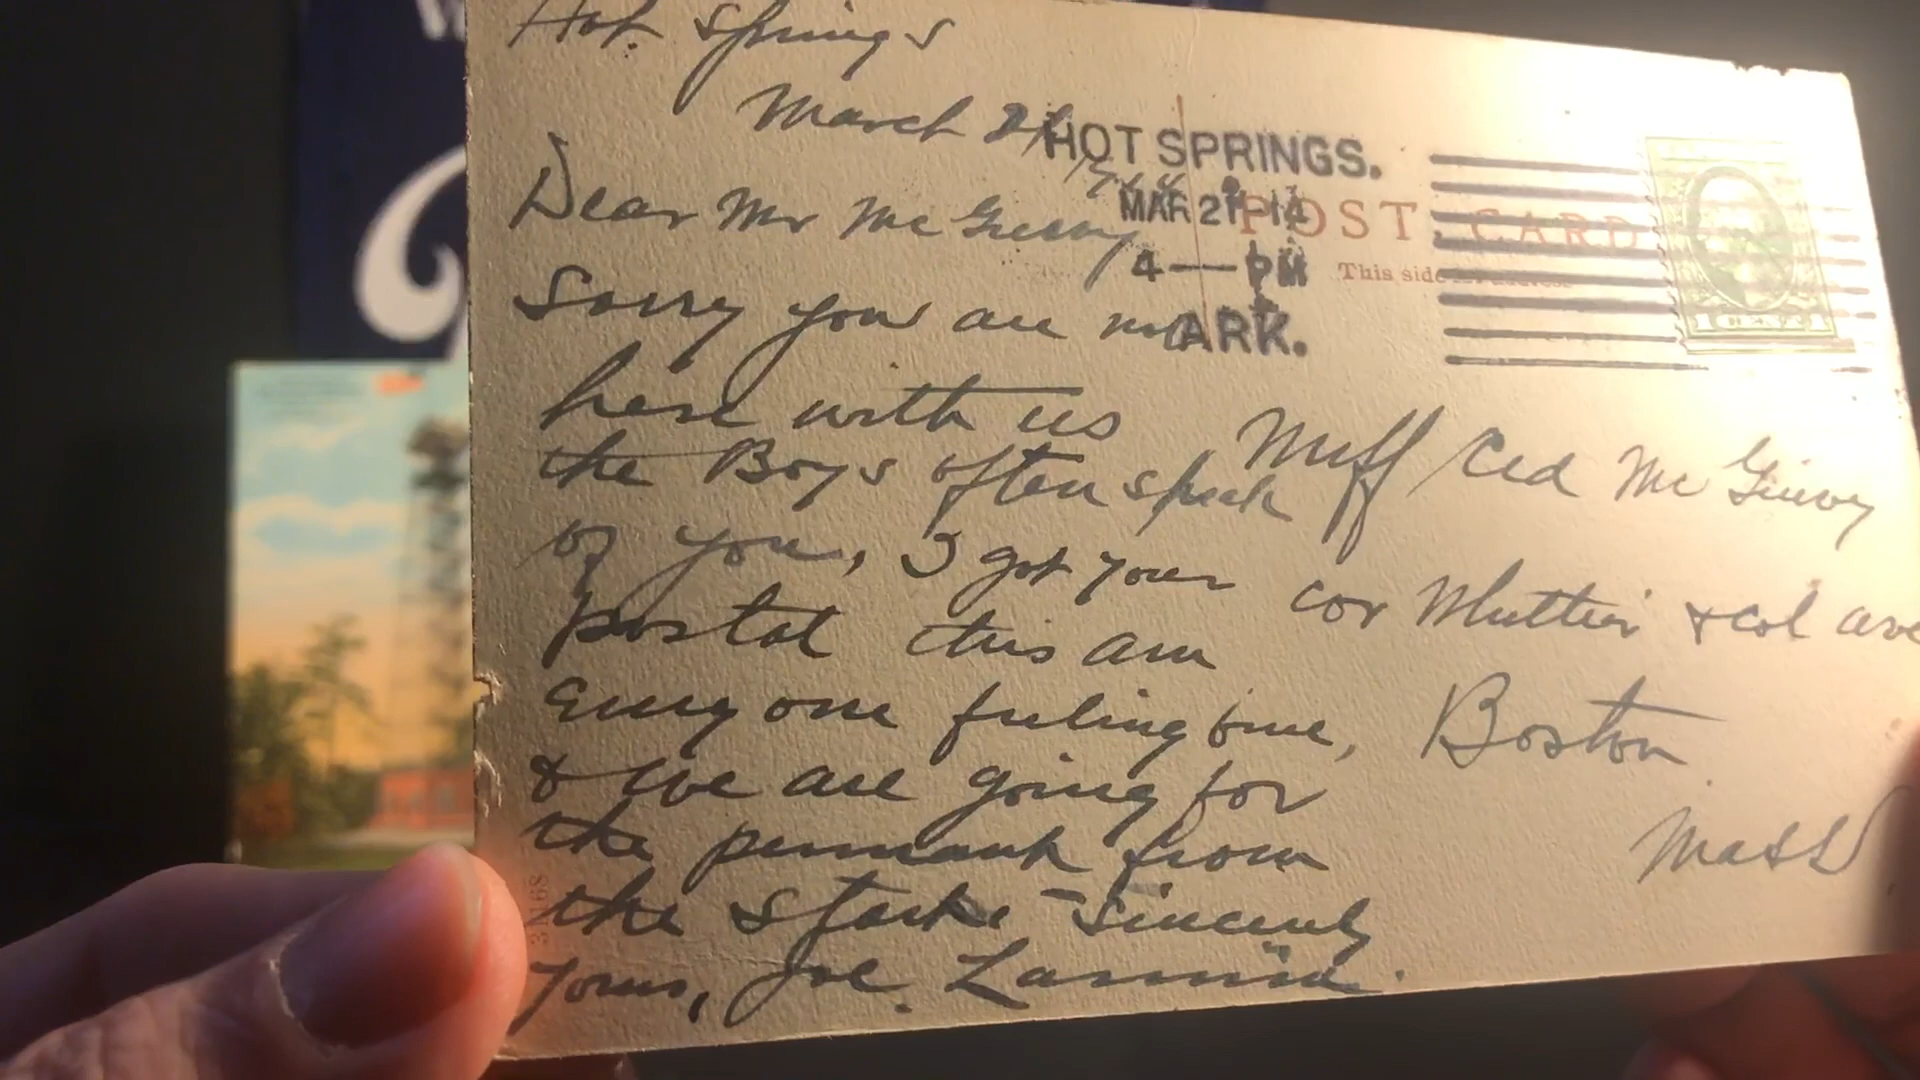 Hot Springs
March 21
1914
Dear Mr McGreevy
Sorry you are not
here with us
the Boys often speak
of you, I got your
postal this am
Every one feeling fine,
& we are going for
the pennant from
the start - Sincerely
yours, Joe. Lannin.
HOT SPRINGS.
MAR 21 14
4 — PM
ARK.
POST CARD
This side
Nuff Ced McGreevy
cor Whittier & Col ave
Boston
Mass